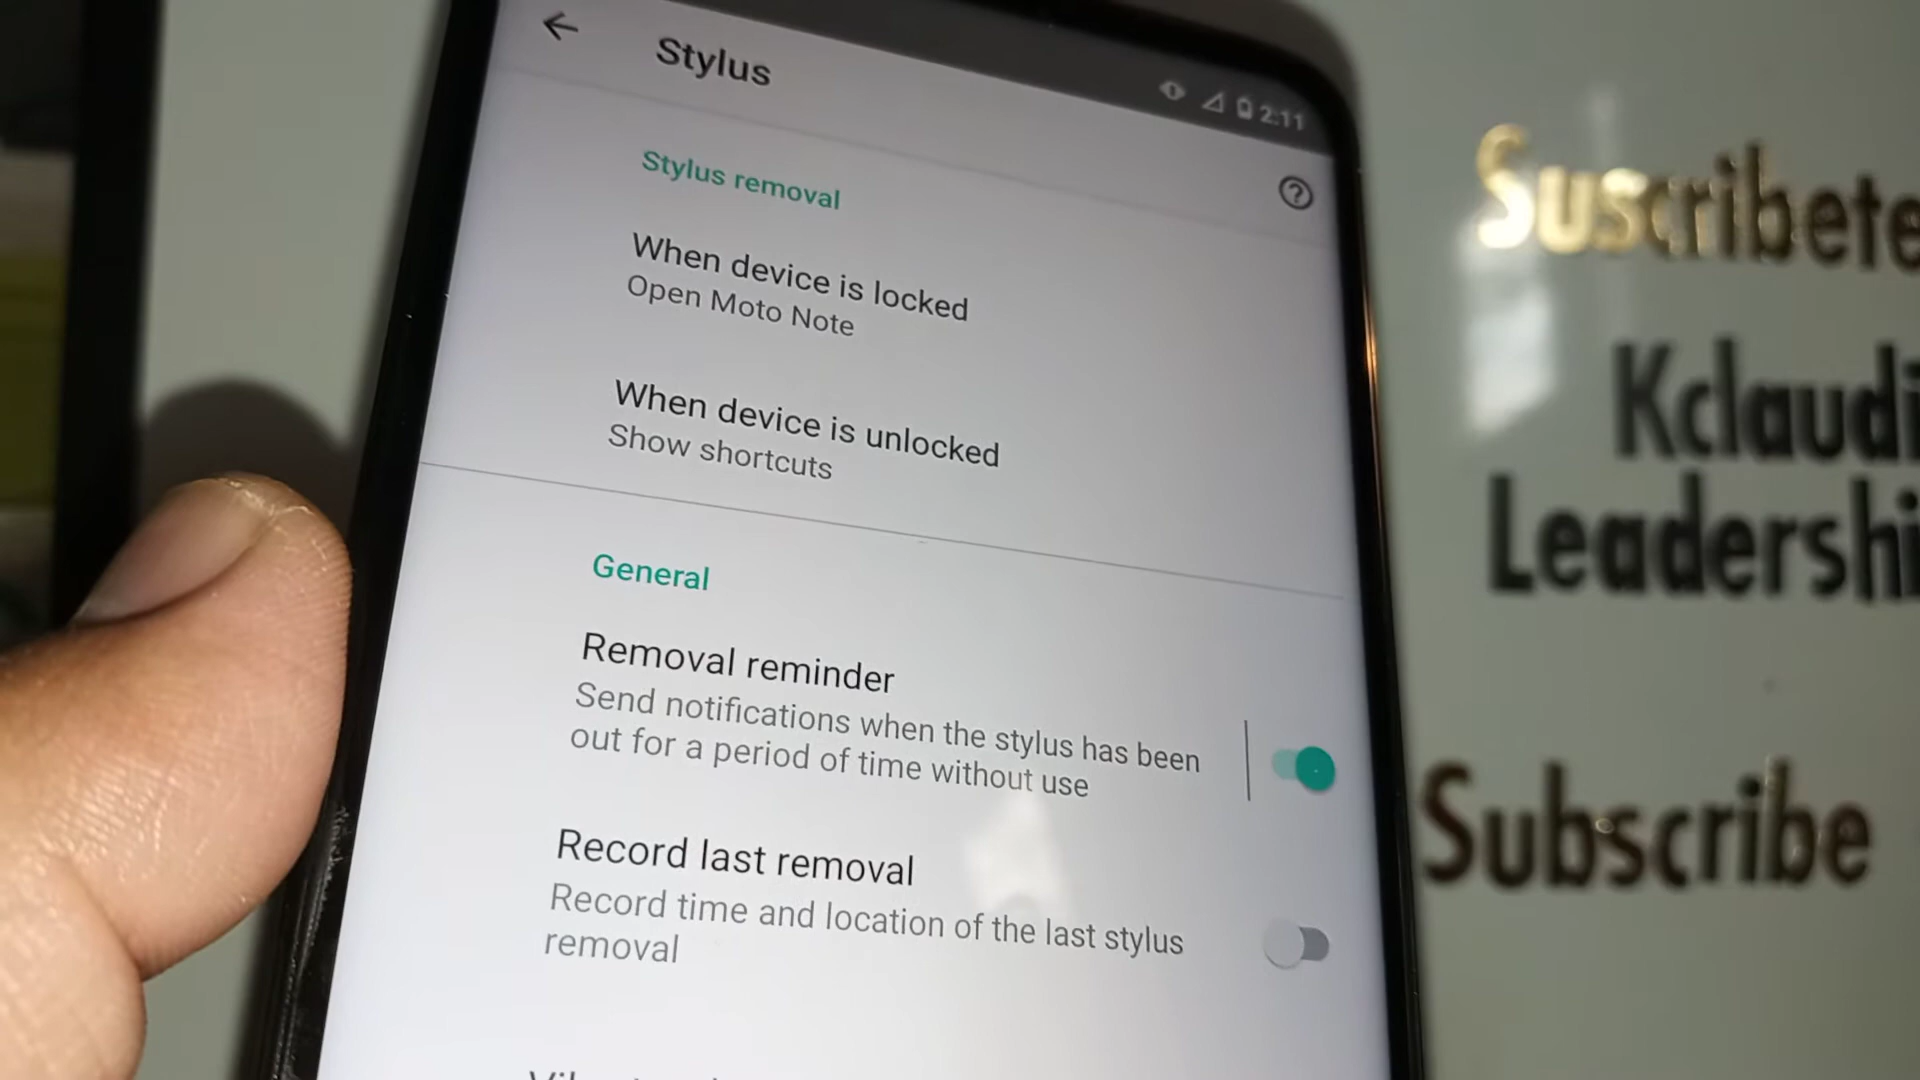 Stylus
2:11
Stylus removal
When device is locked
Open Moto Note
When device is unlocked
Show shortcuts
General
Removal reminder
Send notifications when the stylus has been
out for a period of time without use
Record last removal
Record time and location of the last stylus
removal
Suscribete
Kclaudi
Leadershi
Subscribe